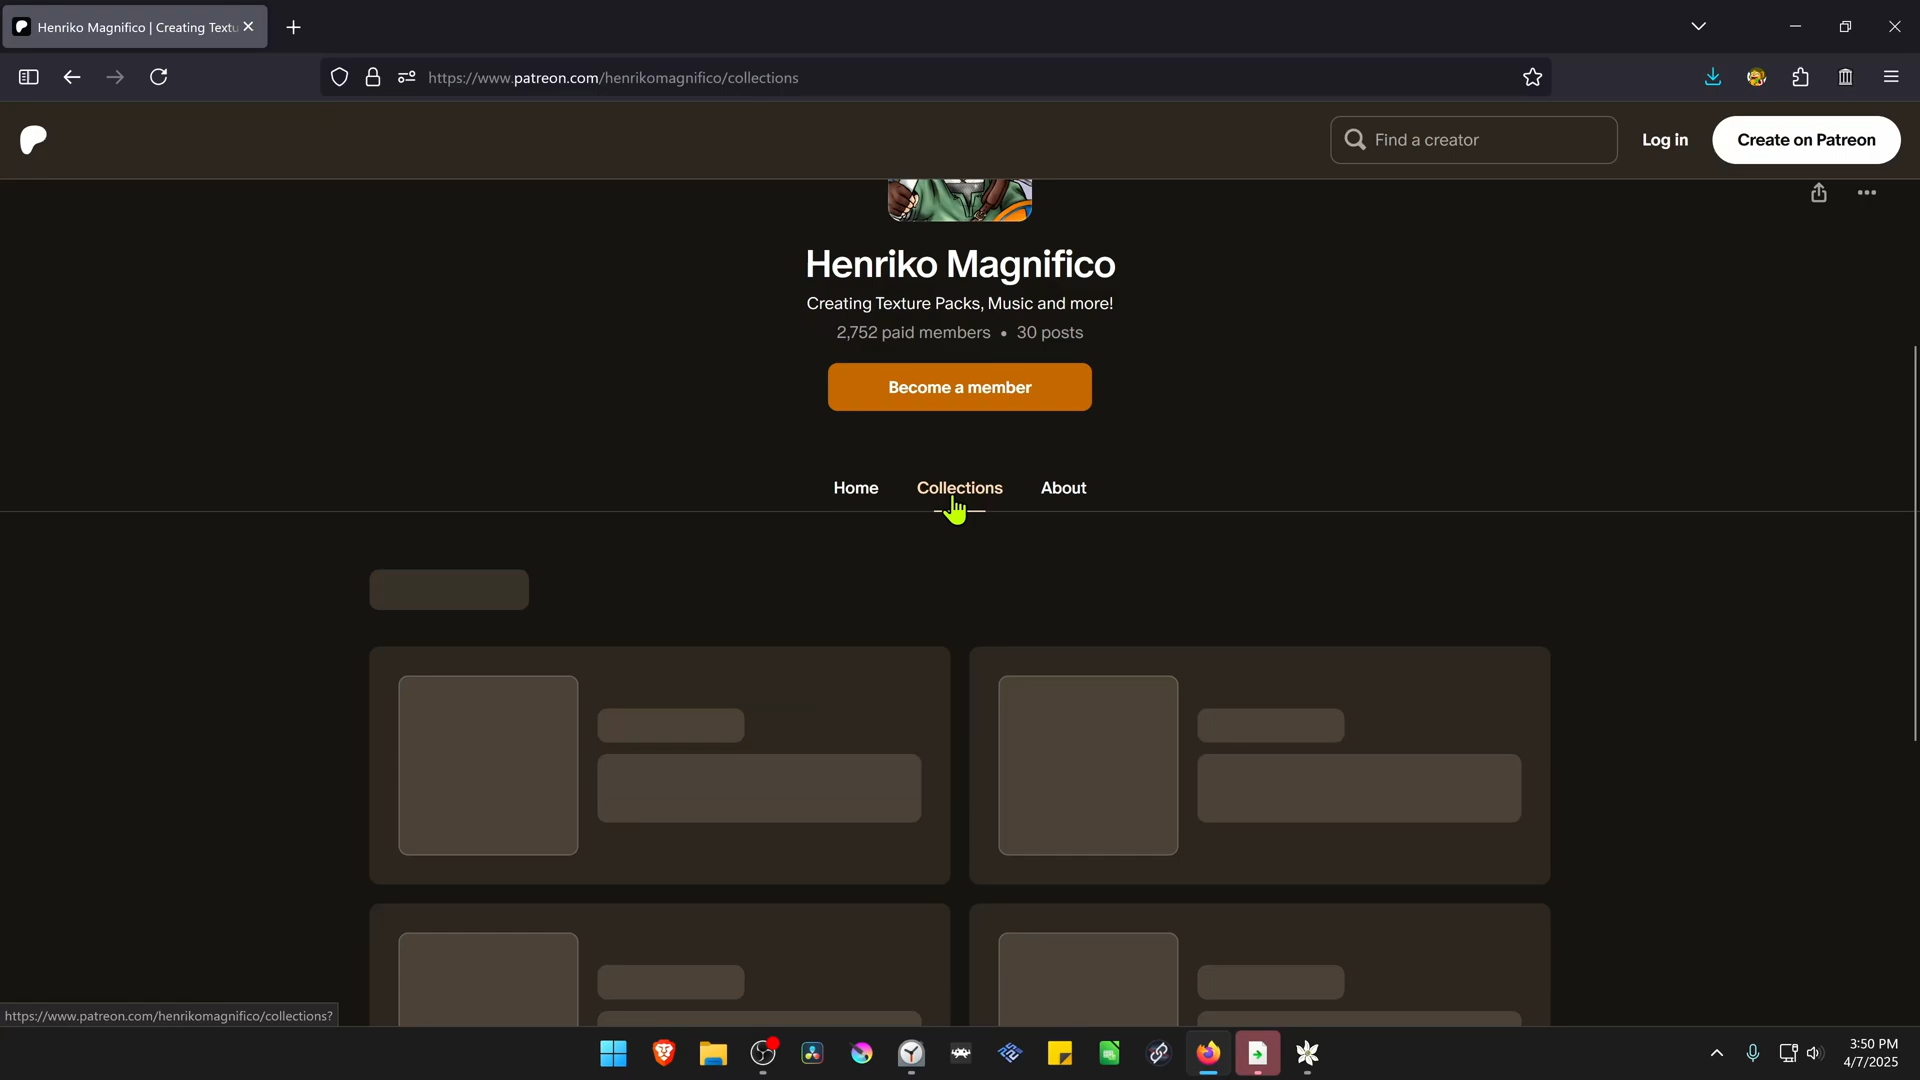 Henriko Magnifico | Creating Textu
https://www.patreon.com/henrikomagnifico/collections
Find a creator
Log in
Create on Patreon
Henriko Magnifico
Creating Texture Packs, Music and more!
2,752 paid members • 30 posts
Become a member
Home
Collections
About
https://www.patreon.com/henrikomagnifico/collections?
3:50 PM
4/7/2025